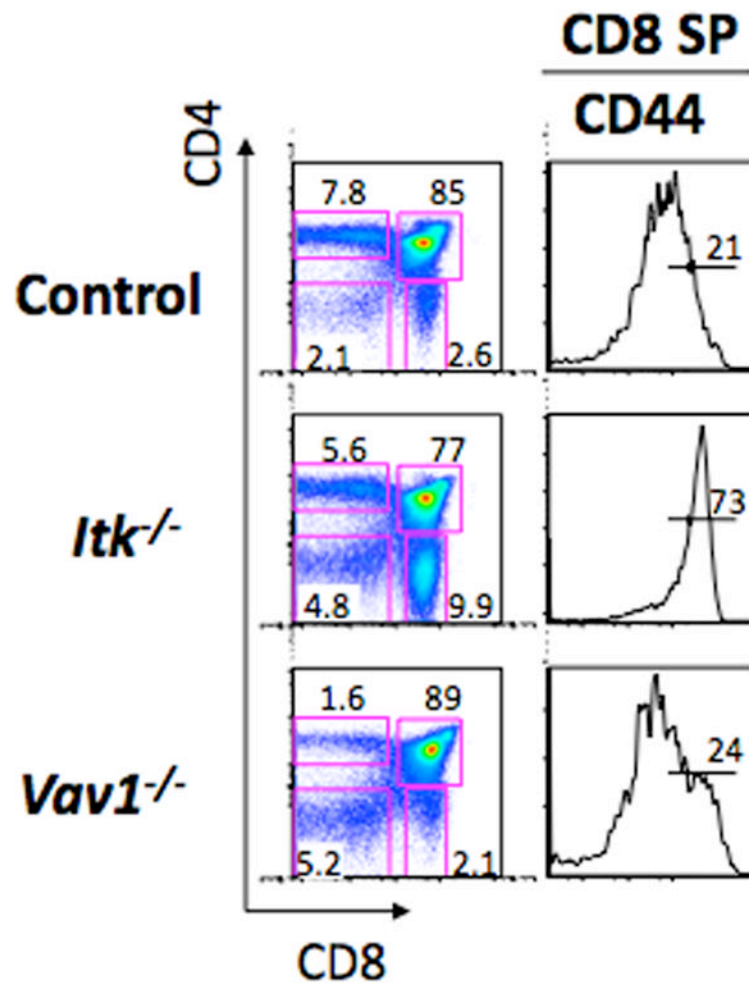 CD8 SP
CD44
CD4
7.8 85
21
Control
2.1 2.6
5.6 77
73
Itk-/-
4.8 9.9
1.6 89
24
Vav1-/-
5.2 2.1
CD8